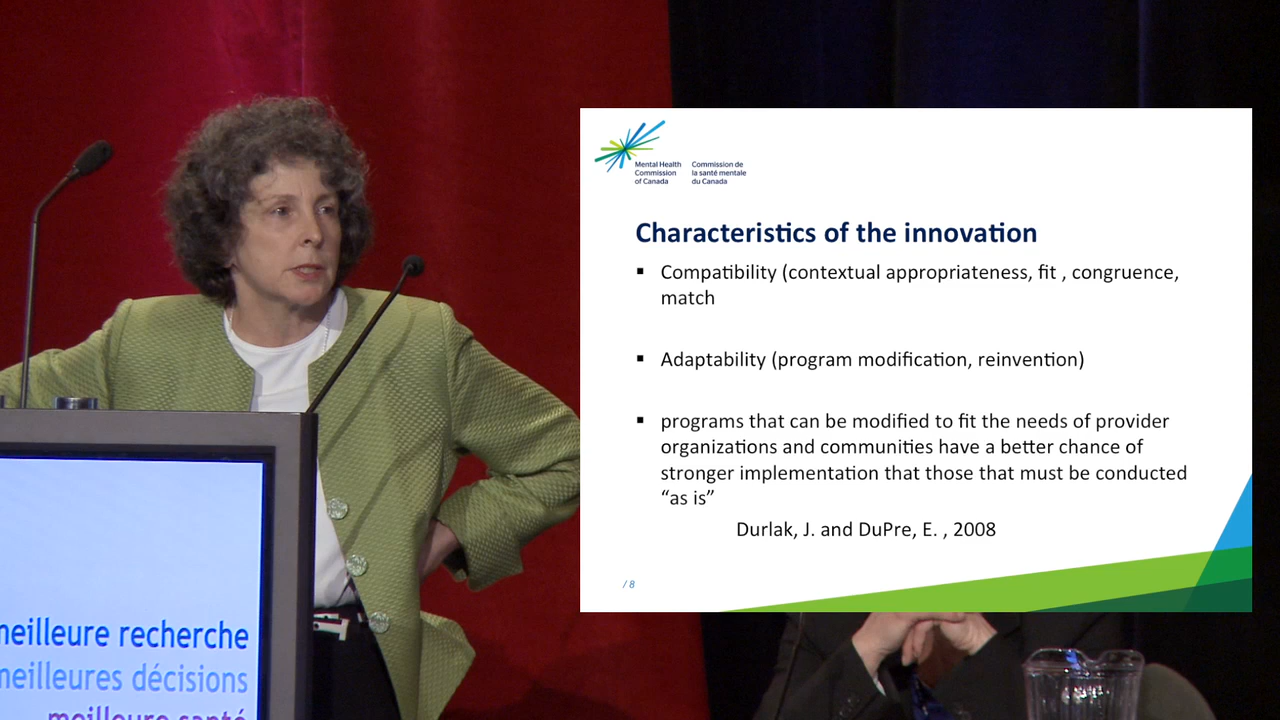 Mental Health
Commission
of Canada
Commission de
la santé mentale
du Canada
Characteristics of the innovation
▪ Compatibility (contextual appropriateness, fit , congruence,
match
▪ Adaptability (program modification, reinvention)
▪ programs that can be modified to fit the needs of provider
organizations and communities have a better chance of
stronger implementation that those that must be conducted
“as is”
Durlak, J. and DuPre, E. , 2008
/ 8
meilleure recherche
meilleures décisions
meilleure santé